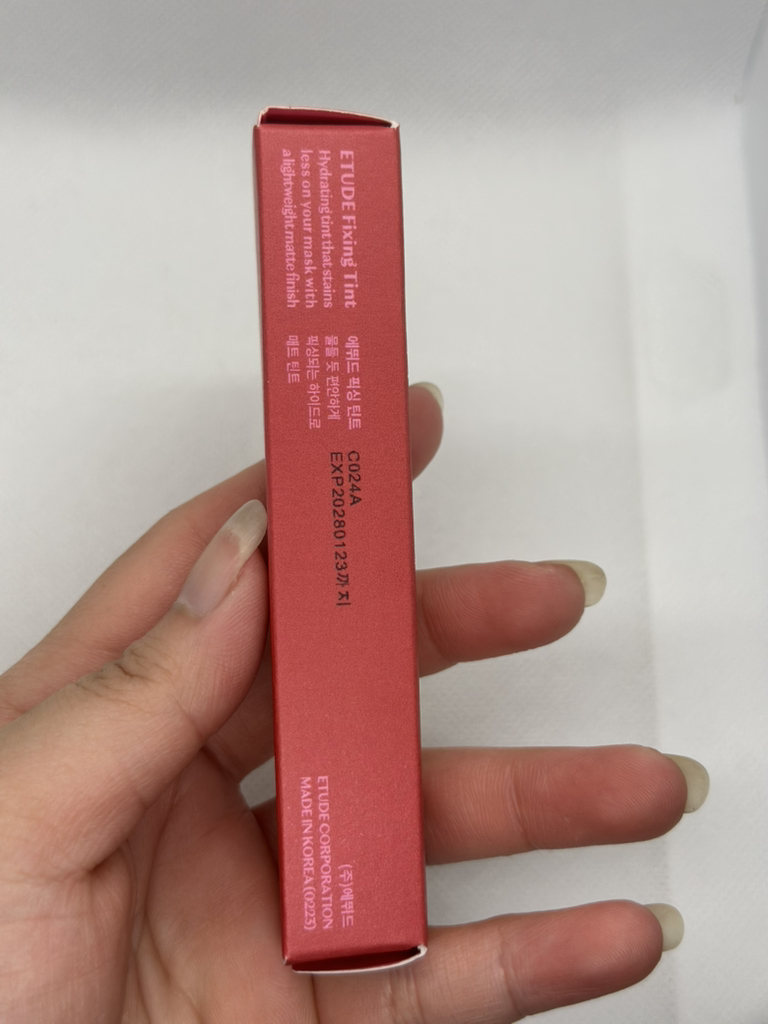 ETUDE Fixing Tint
Hydrating tint that stains
less on your mask with
a lightweight matte finish
에뛰드 픽싱 틴트
물들 듯 편안하게
픽싱되는 하이드로
매트 틴트
C024A
EXP20280123까지
(주)에뛰드
ETUDE CORPORATION
MADE IN KOREA (0223)